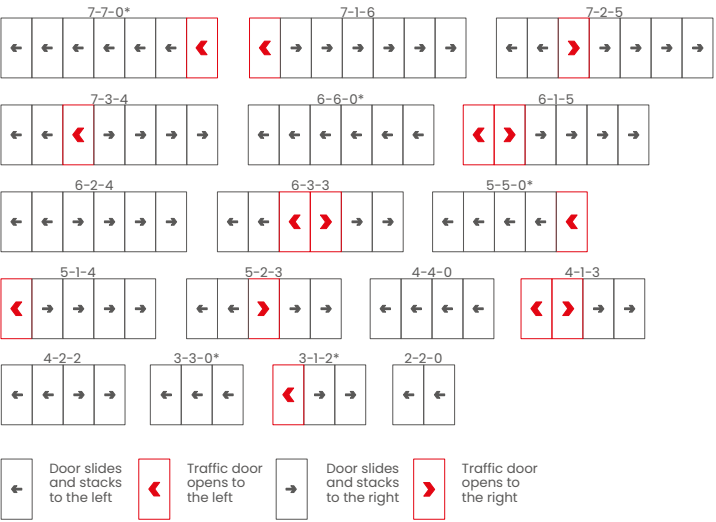 7-7-0*
7-1-6
7-2-5
7-3-4
6-6-0*
6-1-5
6-2-4
6-3-3
5-5-0*
5-1-4
5-2-3
4-4-0
4-1-3
4-2-2
3-3-0*
3-1-2*
2-2-0
Door slides
and stacks
to the left
Traffic door
opens to
the left
Door slides
and stacks
to the right
Traffic door
opens to
the right